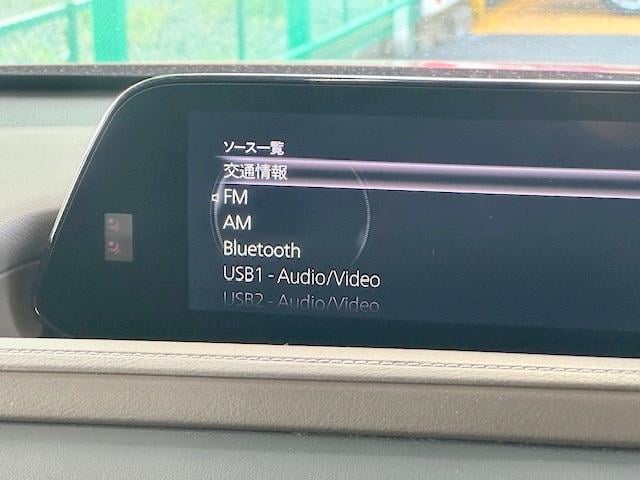 ソース一覧
交通情報
FM
AM
Bluetooth
USB1 - Audio/Video
USB2 - Audio/Video